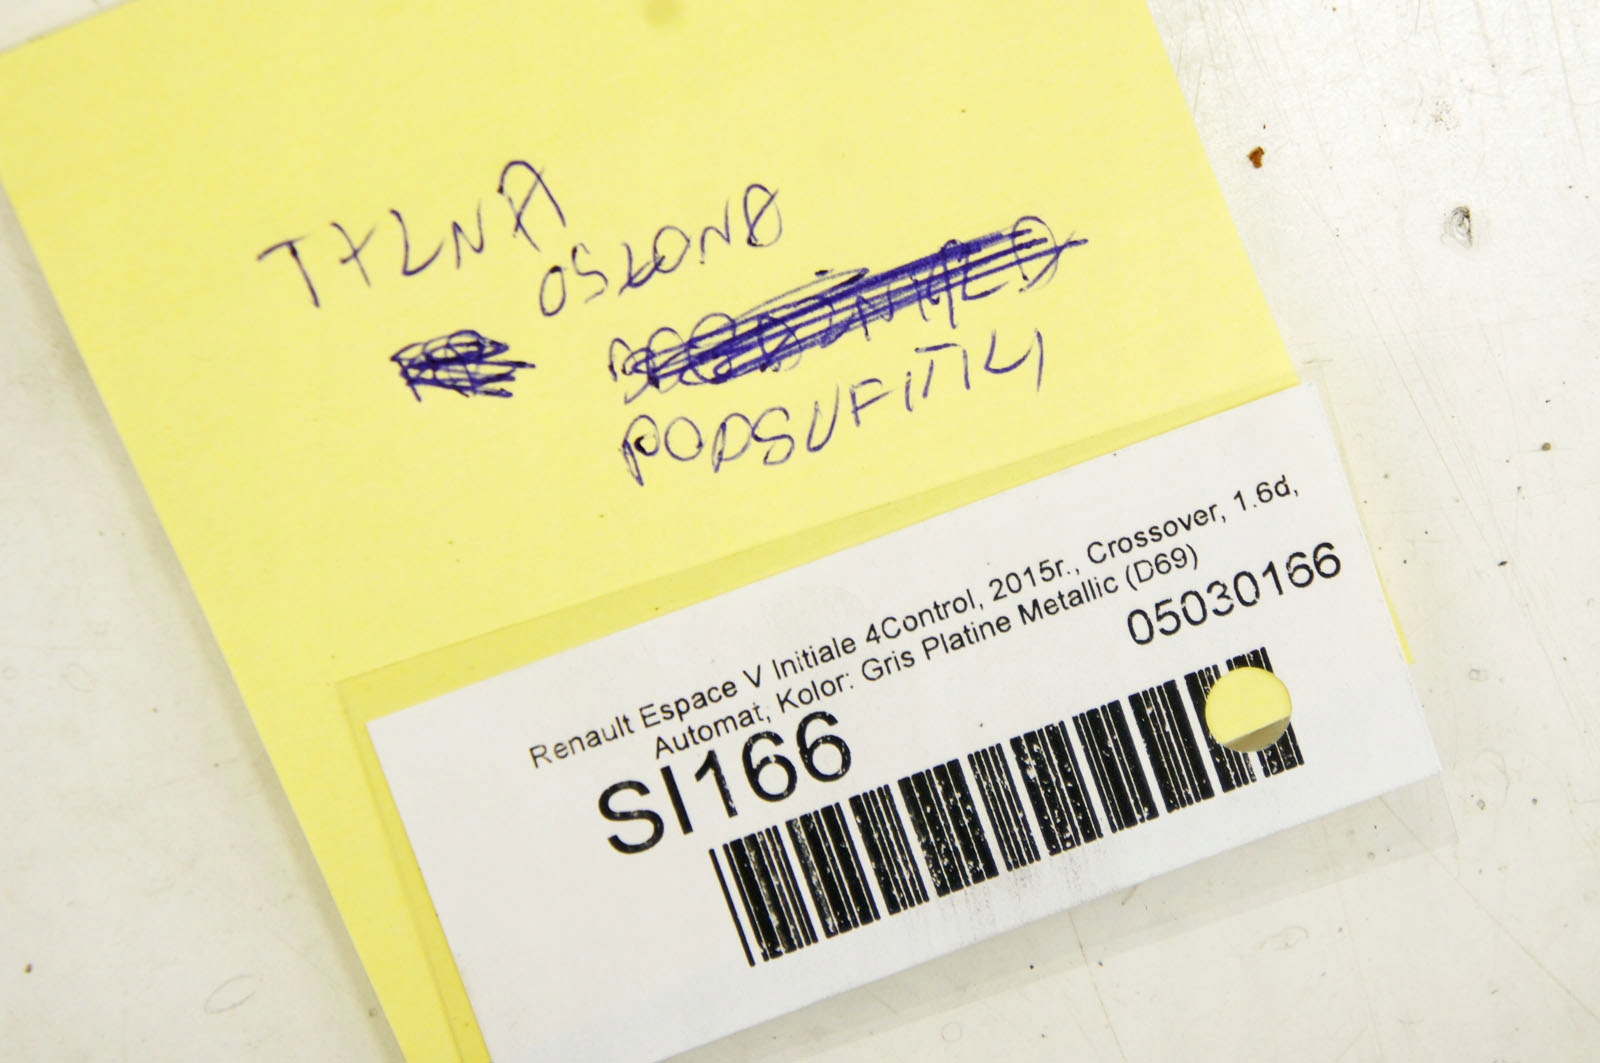 TYLNA
OSŁONA
PODSUFITKI
Renault Espace V Initiale 4Control, 2015r., Crossover, 1.6d,
Automat, Kolor: Gris Platine Metallic (D69)
05030166
SI166